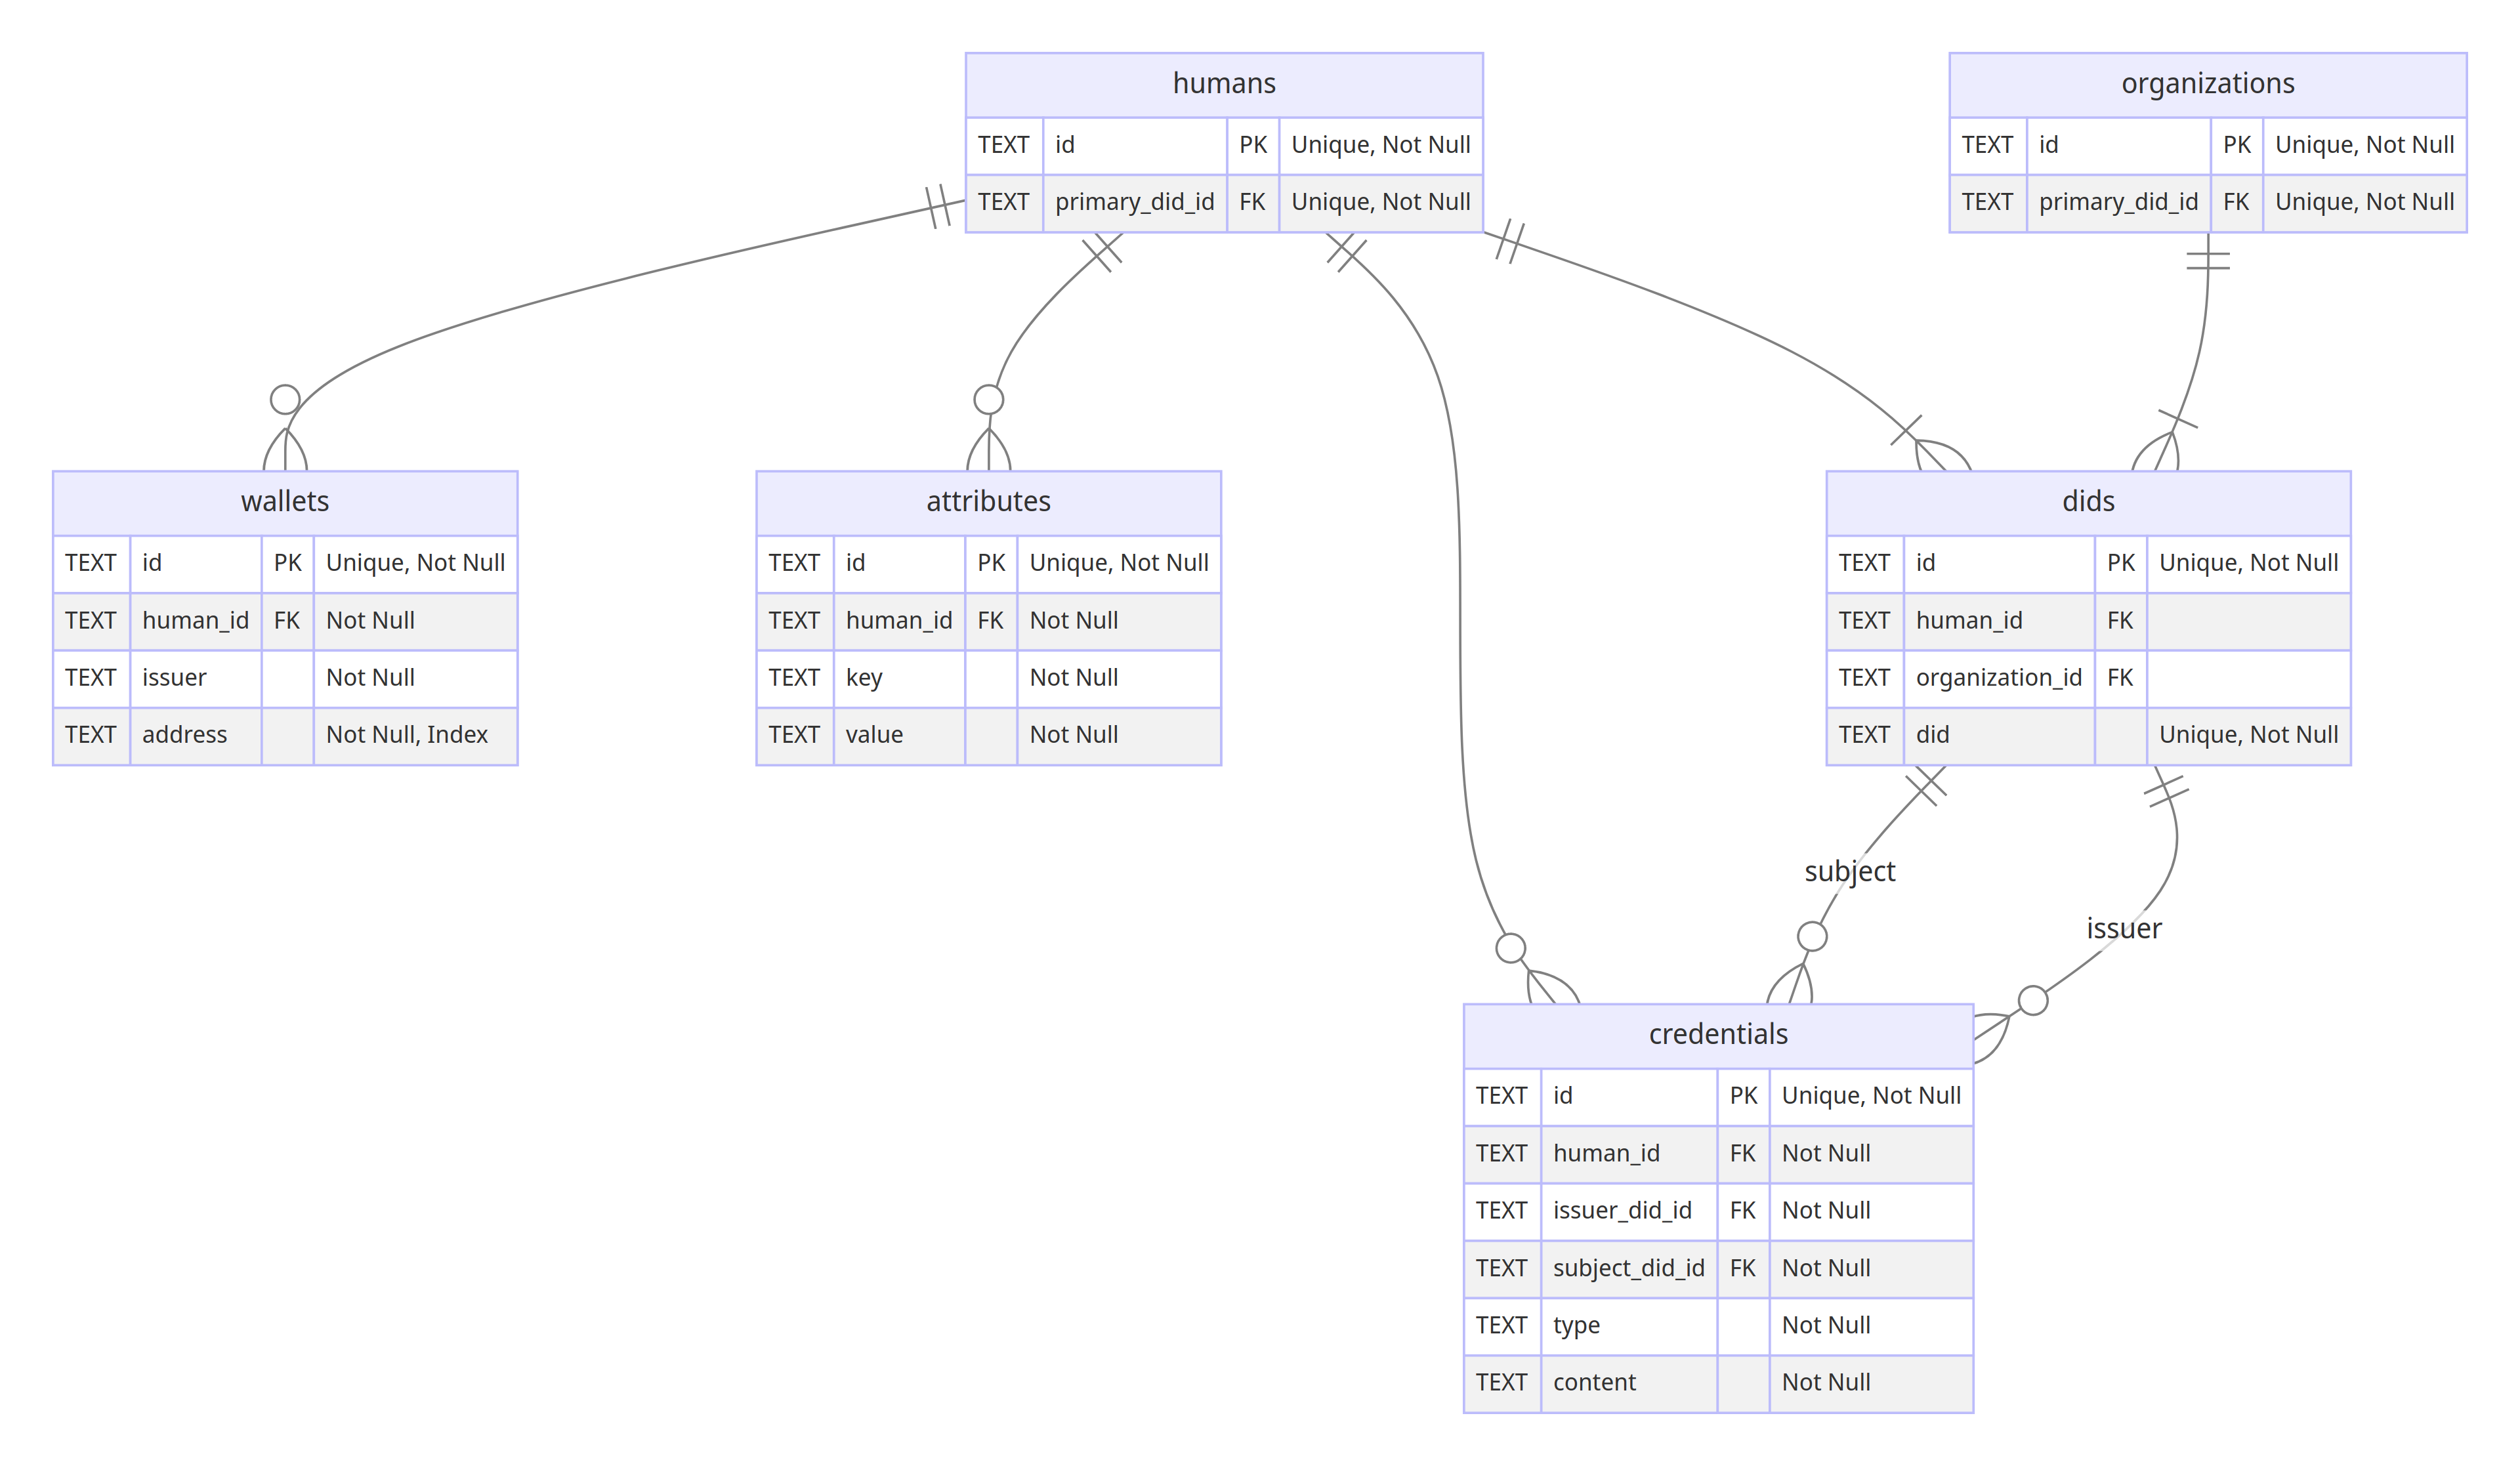 humans
TEXT id PK Unique, Not Null
TEXT primary_did_id FK Unique, Not Null
organizations
TEXT id PK Unique, Not Null
TEXT primary_did_id FK Unique, Not Null
wallets
TEXT id PK Unique, Not Null
TEXT human_id FK Not Null
TEXT issuer Not Null
TEXT address Not Null, Index
attributes
TEXT id PK Unique, Not Null
TEXT human_id FK Not Null
TEXT key Not Null
TEXT value Not Null
dids
TEXT id PK Unique, Not Null
TEXT human_id FK
TEXT organization_id FK
TEXT did Unique, Not Null
subject
issuer
credentials
TEXT id PK Unique, Not Null
TEXT human_id FK Not Null
TEXT issuer_did_id FK Not Null
TEXT subject_did_id FK Not Null
TEXT type Not Null
TEXT content Not Null